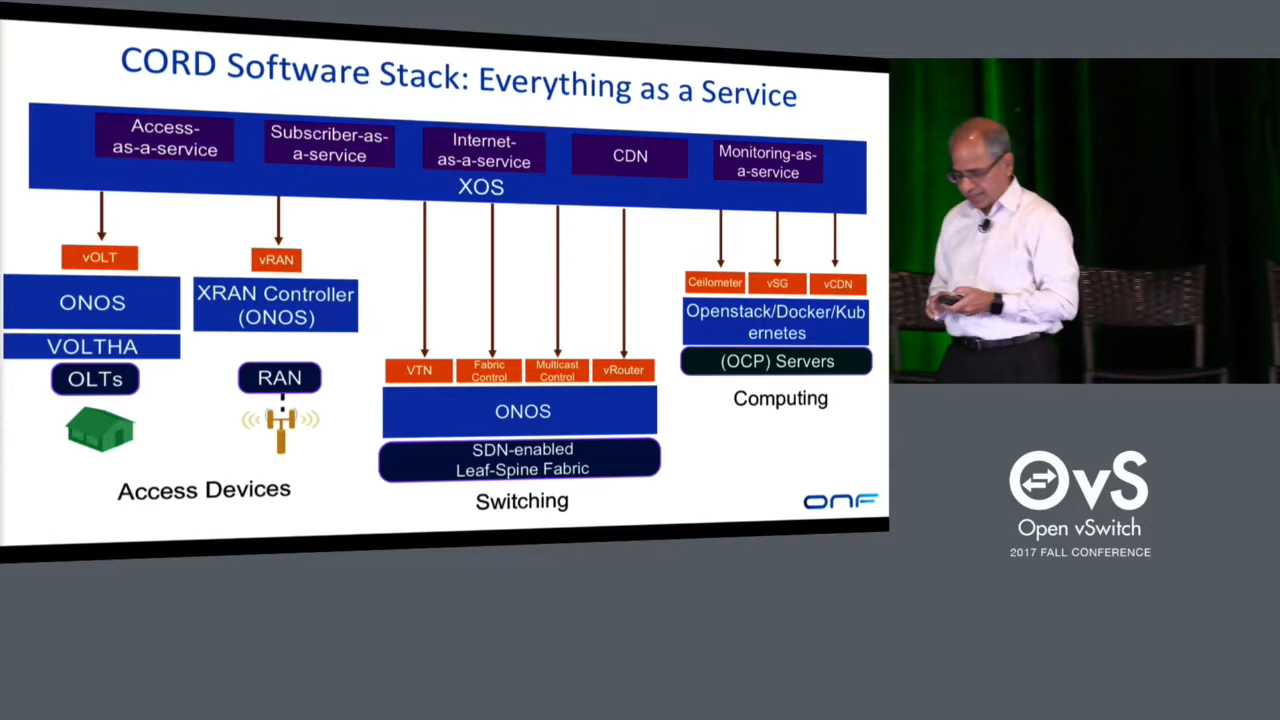 CORD Software Stack: Everything as a Service
Access-
as-a-service
Subscriber-as-
a-service
Internet-
as-a-service
CDN
Monitoring-as-
a-service
XOS
vOLT
ONOS
VOLTHA
OLTs
vRAN
XRAN Controller
(ONOS)
RAN
Access Devices
VTN
Fabric
Control
Multicast
Control
vRouter
ONOS
SDN-enabled
Leaf-Spine Fabric
Switching
Ceilometer
vSG
vCDN
Openstack/Docker/Kub
ernetes
(OCP) Servers
Computing
ONF
OvS
Open vSwitch
2017 FALL CONFERENCE